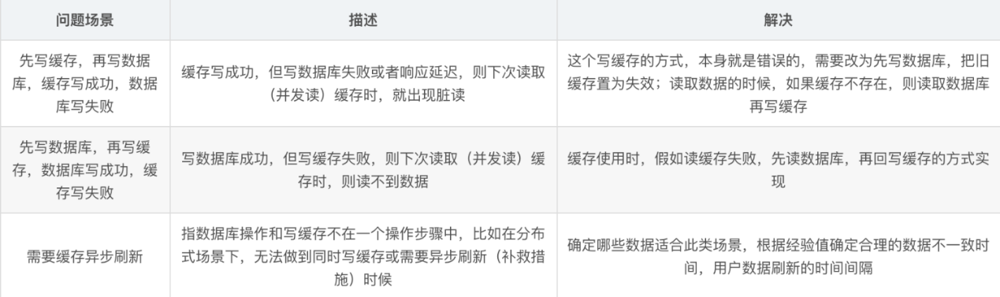 问题场景
描述
解决
先写缓存，再写数据
库，缓存写成功，数据
库写失败
缓存写成功，但写数据库失败或者响应延迟，则下次读取
（并发读）缓存时，就出现脏读
这个写缓存的方式，本身就是错误的，需要改为先写数据库，把旧
缓存置为失效；读取数据的时候，如果缓存不存在，则读取数据库
再写缓存
先写数据库，再写缓
存，数据库写成功，缓
存写失败
写数据库成功，但写缓存失败，则下次读取（并发读）缓
存时，则读不到数据
缓存使用时，假如读缓存失败，先读数据库，再回写缓存的方式实
现
需要缓存异步刷新
指数据库操作和写缓存不在一个操作步骤中，比如在分布
式场景下，无法做到同时写缓存或需要异步刷新（补救措
施）时候
确定哪些数据适合此类场景，根据经验值确定合理的数据不一致时
间，用户数据刷新的时间间隔